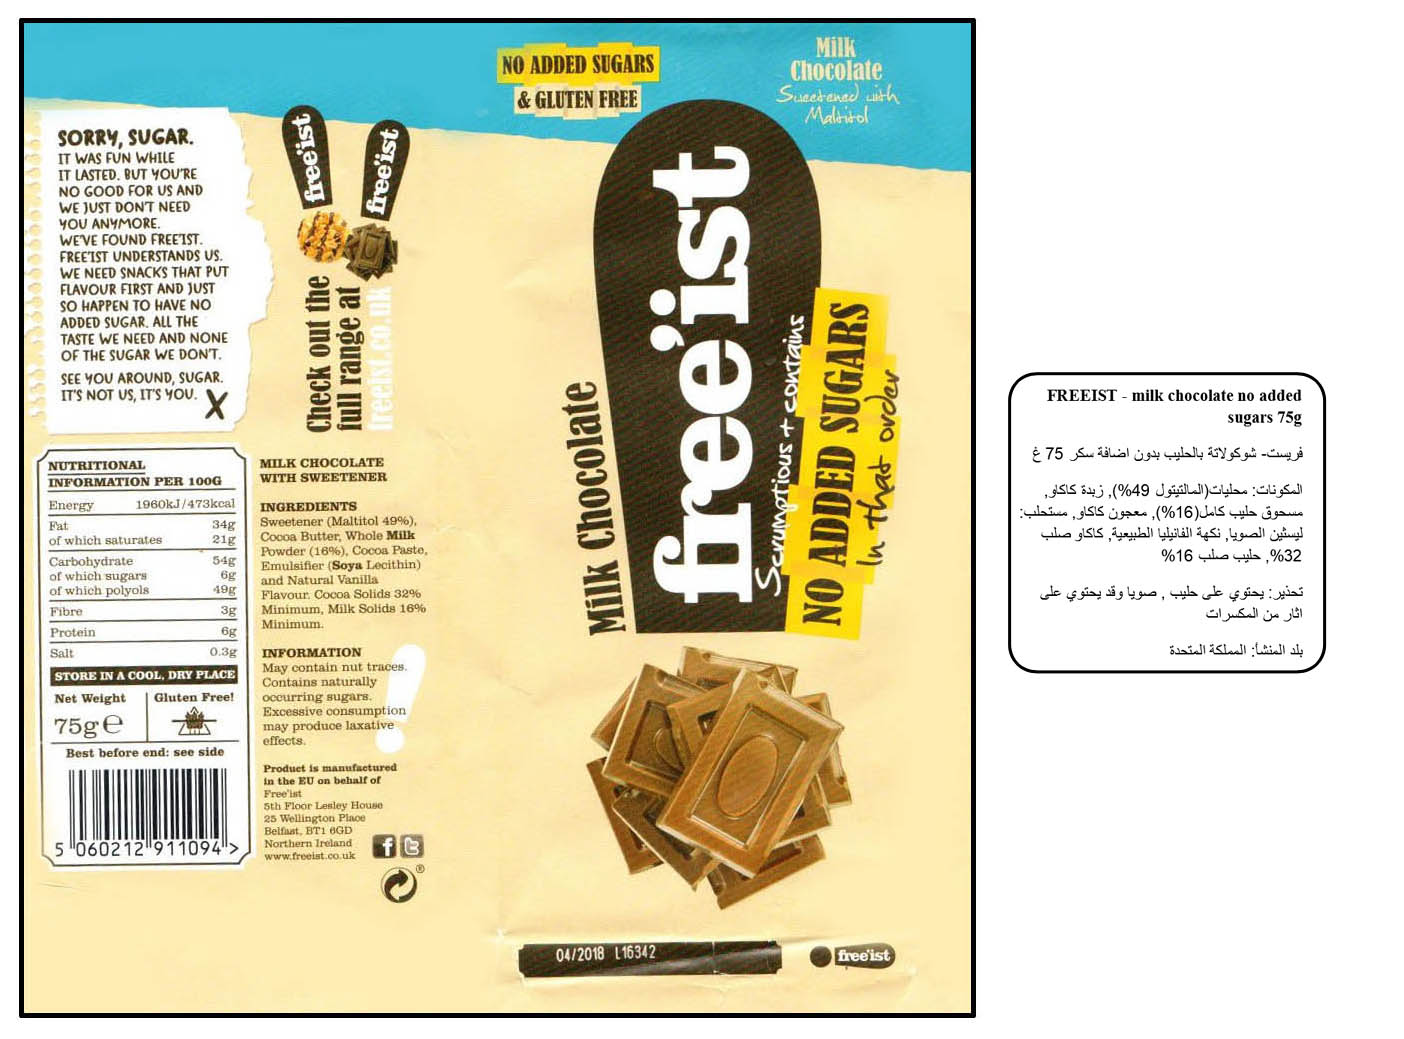 NO ADDED SUGARS
& GLUTEN FREE
Milk
Chocolate
Sweetened with
Maltitol
SORRY, SUGAR.
IT WAS FUN WHILE
IT LASTED. BUT YOU'RE
NO GOOD FOR US AND
WE JUST DON'T NEED
YOU ANYMORE.
WE'VE FOUND FREE'IST.
FREE'IST UNDERSTANDS US.
WE NEED SNACKS THAT PUT
FLAVOUR FIRST AND JUST
SO HAPPEN TO HAVE NO
ADDED SUGAR. ALL THE
TASTE WE NEED AND NONE
OF THE SUGAR WE DON'T.
SEE YOU AROUND, SUGAR.
IT'S NOT US, IT'S YOU. X
free'ist
free'ist
Check out the
full range at
freeist.co.uk
NUTRITIONAL
INFORMATION PER 100G
Energy 1960kJ/473kcal
Fat 34g
of which saturates 21g
Carbohydrate 54g
of which sugars 6g
of which polyols 49g
Fibre 3g
Protein 6g
Salt 0.3g
STORE IN A COOL, DRY PLACE
Net Weight
75g e
Gluten Free!
Best before end: see side
5 060212 911094 >
MILK CHOCOLATE
WITH SWEETENER
INGREDIENTS
Sweetener (Maltitol 49%),
Cocoa Butter, Whole Milk
Powder (16%), Cocoa Paste,
Emulsifier (Soya Lecithin)
and Natural Vanilla
Flavour. Cocoa Solids 32%
Minimum, Milk Solids 16%
Minimum.
INFORMATION
May contain nut traces.
Contains naturally
occurring sugars.
Excessive consumption
may produce laxative
effects.
Product is manufactured
in the EU on behalf of
Free'ist
5th Floor Lesley House
25 Wellington Place
Belfast, BT1 6GD
Northern Ireland
www.freeist.co.uk
f t
®
Milk Chocolate
free'ist
Scrumptious + contains
NO ADDED SUGARS
In that order
04/2018 L16342
free'ist
FREEIST - milk chocolate no added
sugars 75g
فريست- شوكولاتة بالحليب بدون اضافة سكر 75 غ
المكونات: محليات(المالتيتول 49%), زبدة كاكاو,
مسحوق حليب كامل(16%), معجون كاكاو, مستحلب:
ليسثين الصويا, نكهة الفانيليا الطبيعية, كاكاو صلب
32%, حليب صلب 16%
تحذير: يحتوي على حليب , صويا وقد يحتوي على
اثار من المكسرات
بلد المنشأ: المملكة المتحدة